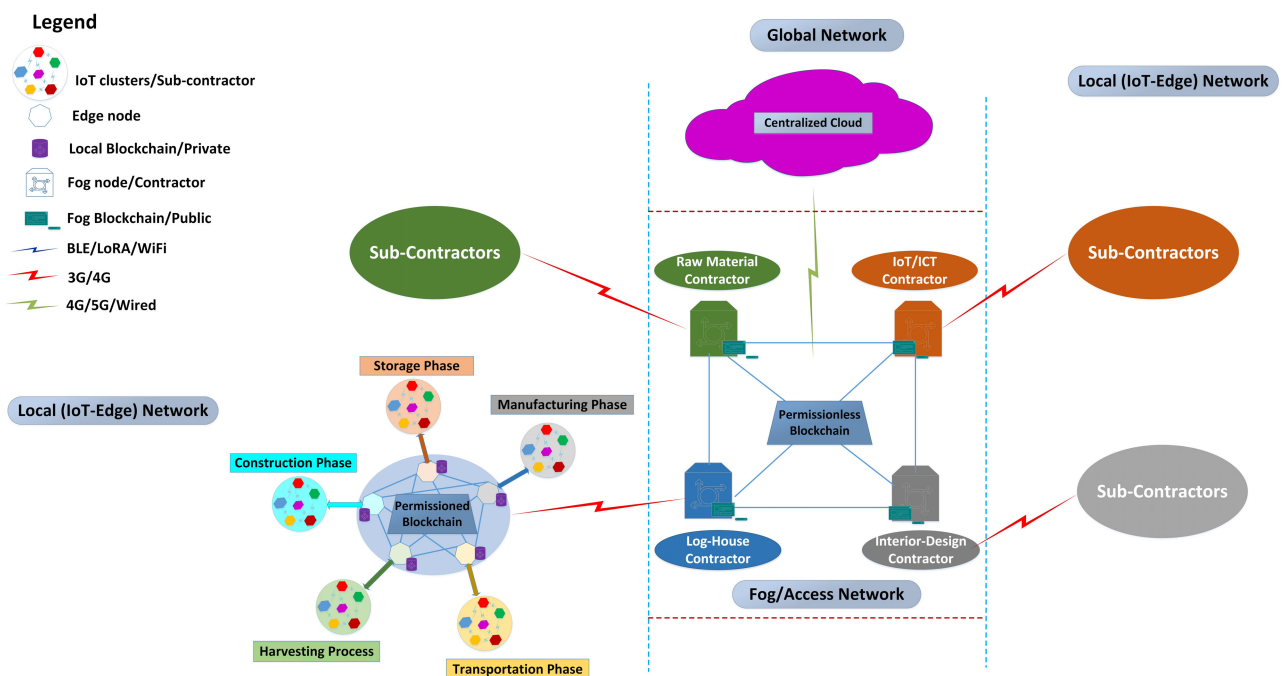 Legend
IoT clusters/Sub-contractor
Edge node
Local Blockchain/Private
Fog node/Contractor
Fog Blockchain/Public
BLE/LoRA/WiFi
3G/4G
4G/5G/Wired
Global Network
Centralized Cloud
Local (IoT-Edge) Network
Sub-Contractors
Raw Material
Contractor
IoT/ICT
Contractor
Sub-Contractors
Permissionless
Blockchain
Log-House
Contractor
Interior-Design
Contractor
Sub-Contractors
Fog/Access Network
Local (IoT-Edge) Network
Storage Phase
Manufacturing Phase
Construction Phase
Permissioned
Blockchain
Harvesting Process
Transportation Phase